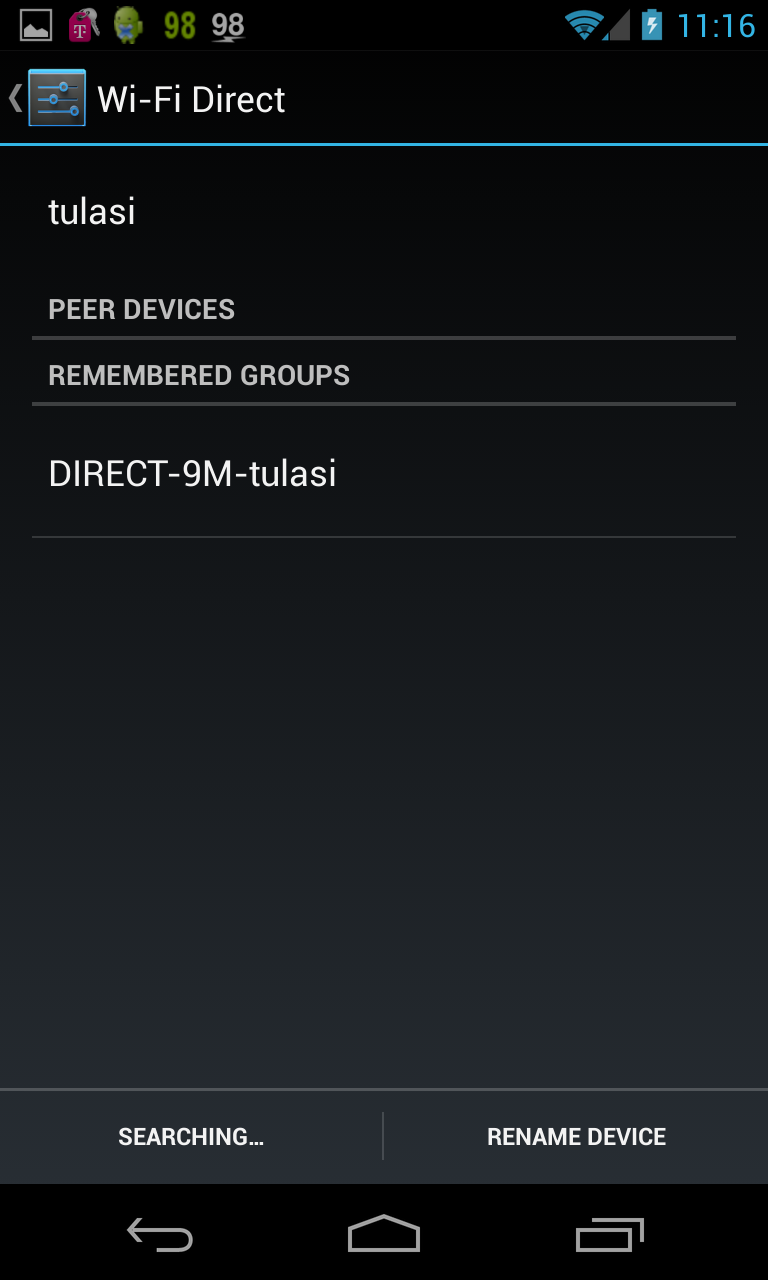 T 98 98 11:16
Wi-Fi Direct
tulasi
PEER DEVICES
REMEMBERED GROUPS
DIRECT-9M-tulasi
SEARCHING… RENAME DEVICE